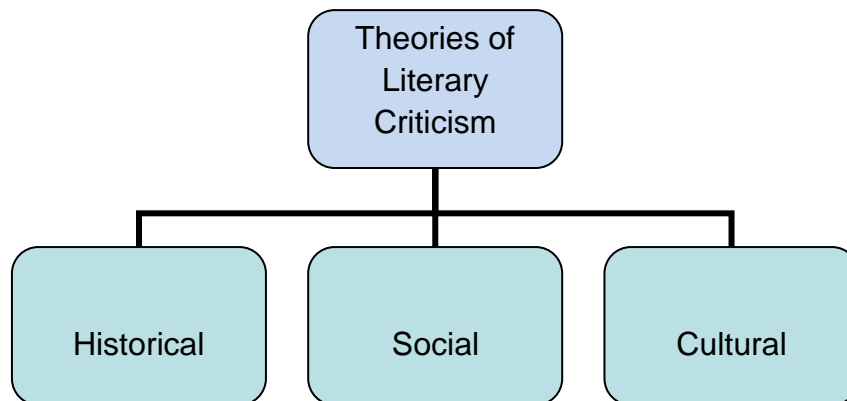 Theories of
Literary
Criticism
Historical
Social
Cultural